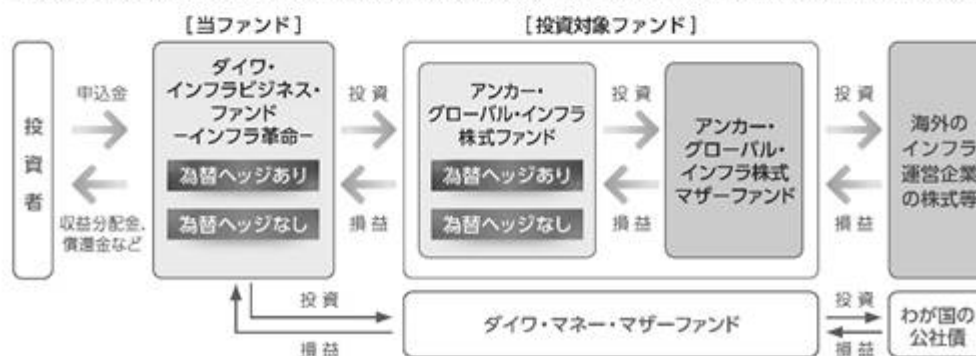 [当ファンド]
[投資対象ファンド]
投
資
者
申込金
収益分配金、
償還金など
ダイワ・
インフラビジネス・
ファンド
－インフラ革命－
為替ヘッジあり
為替ヘッジなし
投資
損益
アンカー・
グローバル・インフラ
株式ファンド
為替ヘッジあり
為替ヘッジなし
投資
損益
アンカー・
グローバル・
インフラ株式
マザーファンド
投資
損益
海外の
インフラ
運営企業
の株式等
投資
損益
ダイワ・マネー・マザーファンド
投資
損益
わが国の
公社債